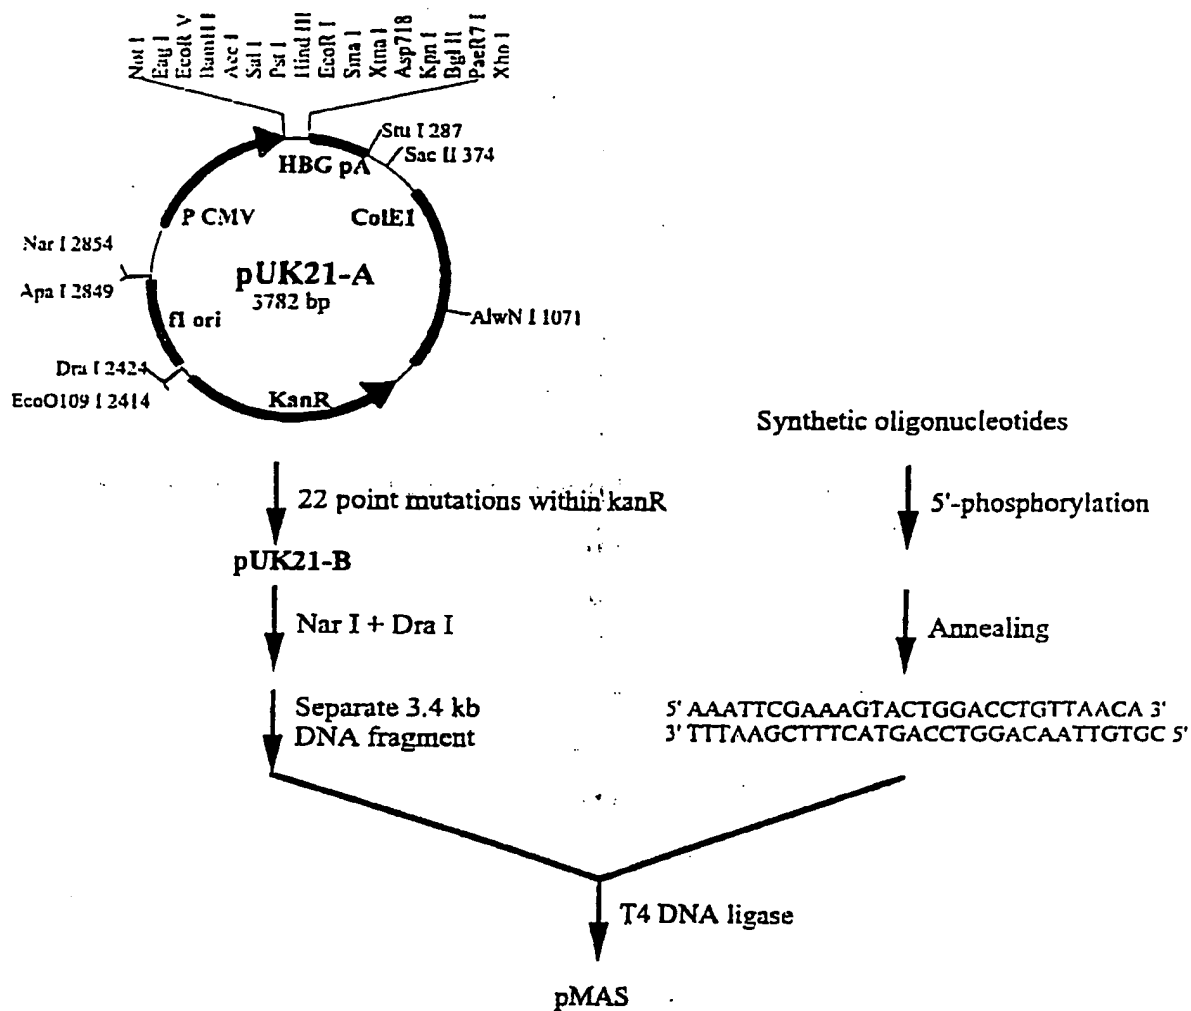 Not I
Eag I
EcoR V
BamH I
Acc I
Sal I
Pst I
Hind III
EcoR I
Sma I
Xma I
Asp718
Kpn I
Bgl II
PaeR7 I
Xho I
Stu I 287
HBG pA
Sac II 374
P CMV
ColE1
Nar I 2854
pUK21-A
Apa I 2849
3782 bp
f1 ori
AlwN I 1071
Dra I 2424
EcoO109 I 2414
KanR
Synthetic oligonucleotides
22 point mutations within kanR
5'-phosphorylation
pUK21-B
Nar I + Dra I
Annealing
Separate 3.4 kb
DNA fragment
5' AAATTCGAAAGTACTGGACCTGTTAACA 3'
3' TTTAAGCTTTCATGACCTGGACAATTGTGC 5'
T4 DNA ligase
pMAS